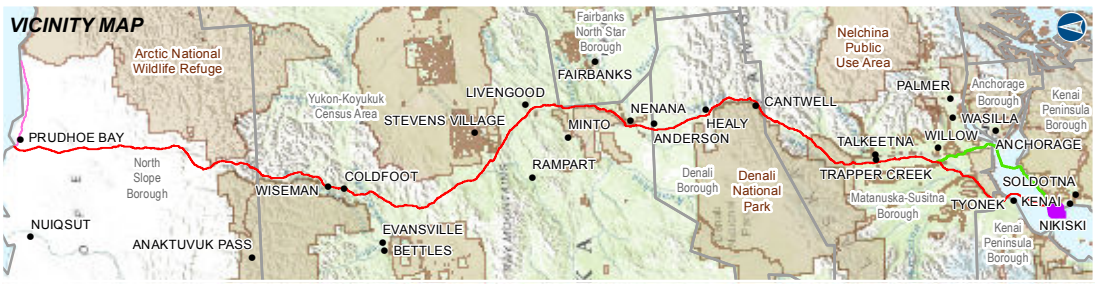 VICINITY MAP
Arctic National
Wildlife Refuge
Fairbanks
North Star
Borough
FAIRBANKS
Nelchina
Public
Use Area
PALMER
Anchorage
Borough
Kenai
Peninsula
Borough
Yukon-Koyukuk
Census Area
LIVENGOOD
STEVENS VILLAGE
NENANA
CANTWELL
WASILLA
PRUDHOE BAY
MINTO
ANDERSON
HEALY
TALKEETNA
WILLOW
ANCHORAGE
North
Slope
Borough
WISEMAN
COLDFOOT
RAMPART
Denali
Borough
Denali
National
Park
TRAPPER CREEK
Matanuska-Susitna
Borough
SOLDOTNA
TYONEK
KENAI
NIKISKI
NUIQSUT
ANAKTUVUK PASS
EVANSVILLE
BETTLES
Kenai
Peninsula
Borough